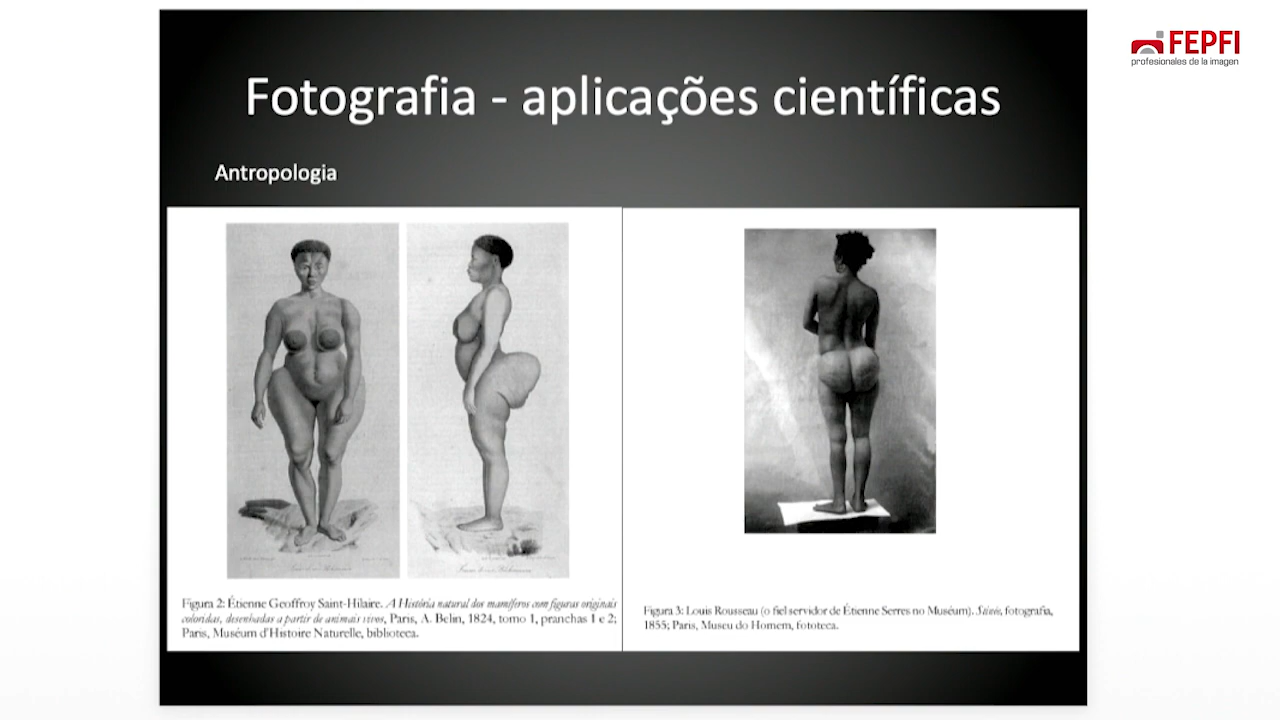 FEPFI
profesionales de la imagen
Fotografia - aplicações científicas
Antropologia
Figura 2: Étienne Geoffroy Saint-Hilaire. A História natural dos mamíferos com figuras originais
coloridas, desenhadas a partir de animais vivos, Paris, A. Belin, 1824, tomo 1, pranchas 1 e 2;
Paris, Muséum d'Histoire Naturelle, biblioteca.
Figura 3: Louis Rousseau (o fiel servidor de Étienne Serres no Muséum). fotografia,
1855; Paris, Museu do Homem, fototeca.